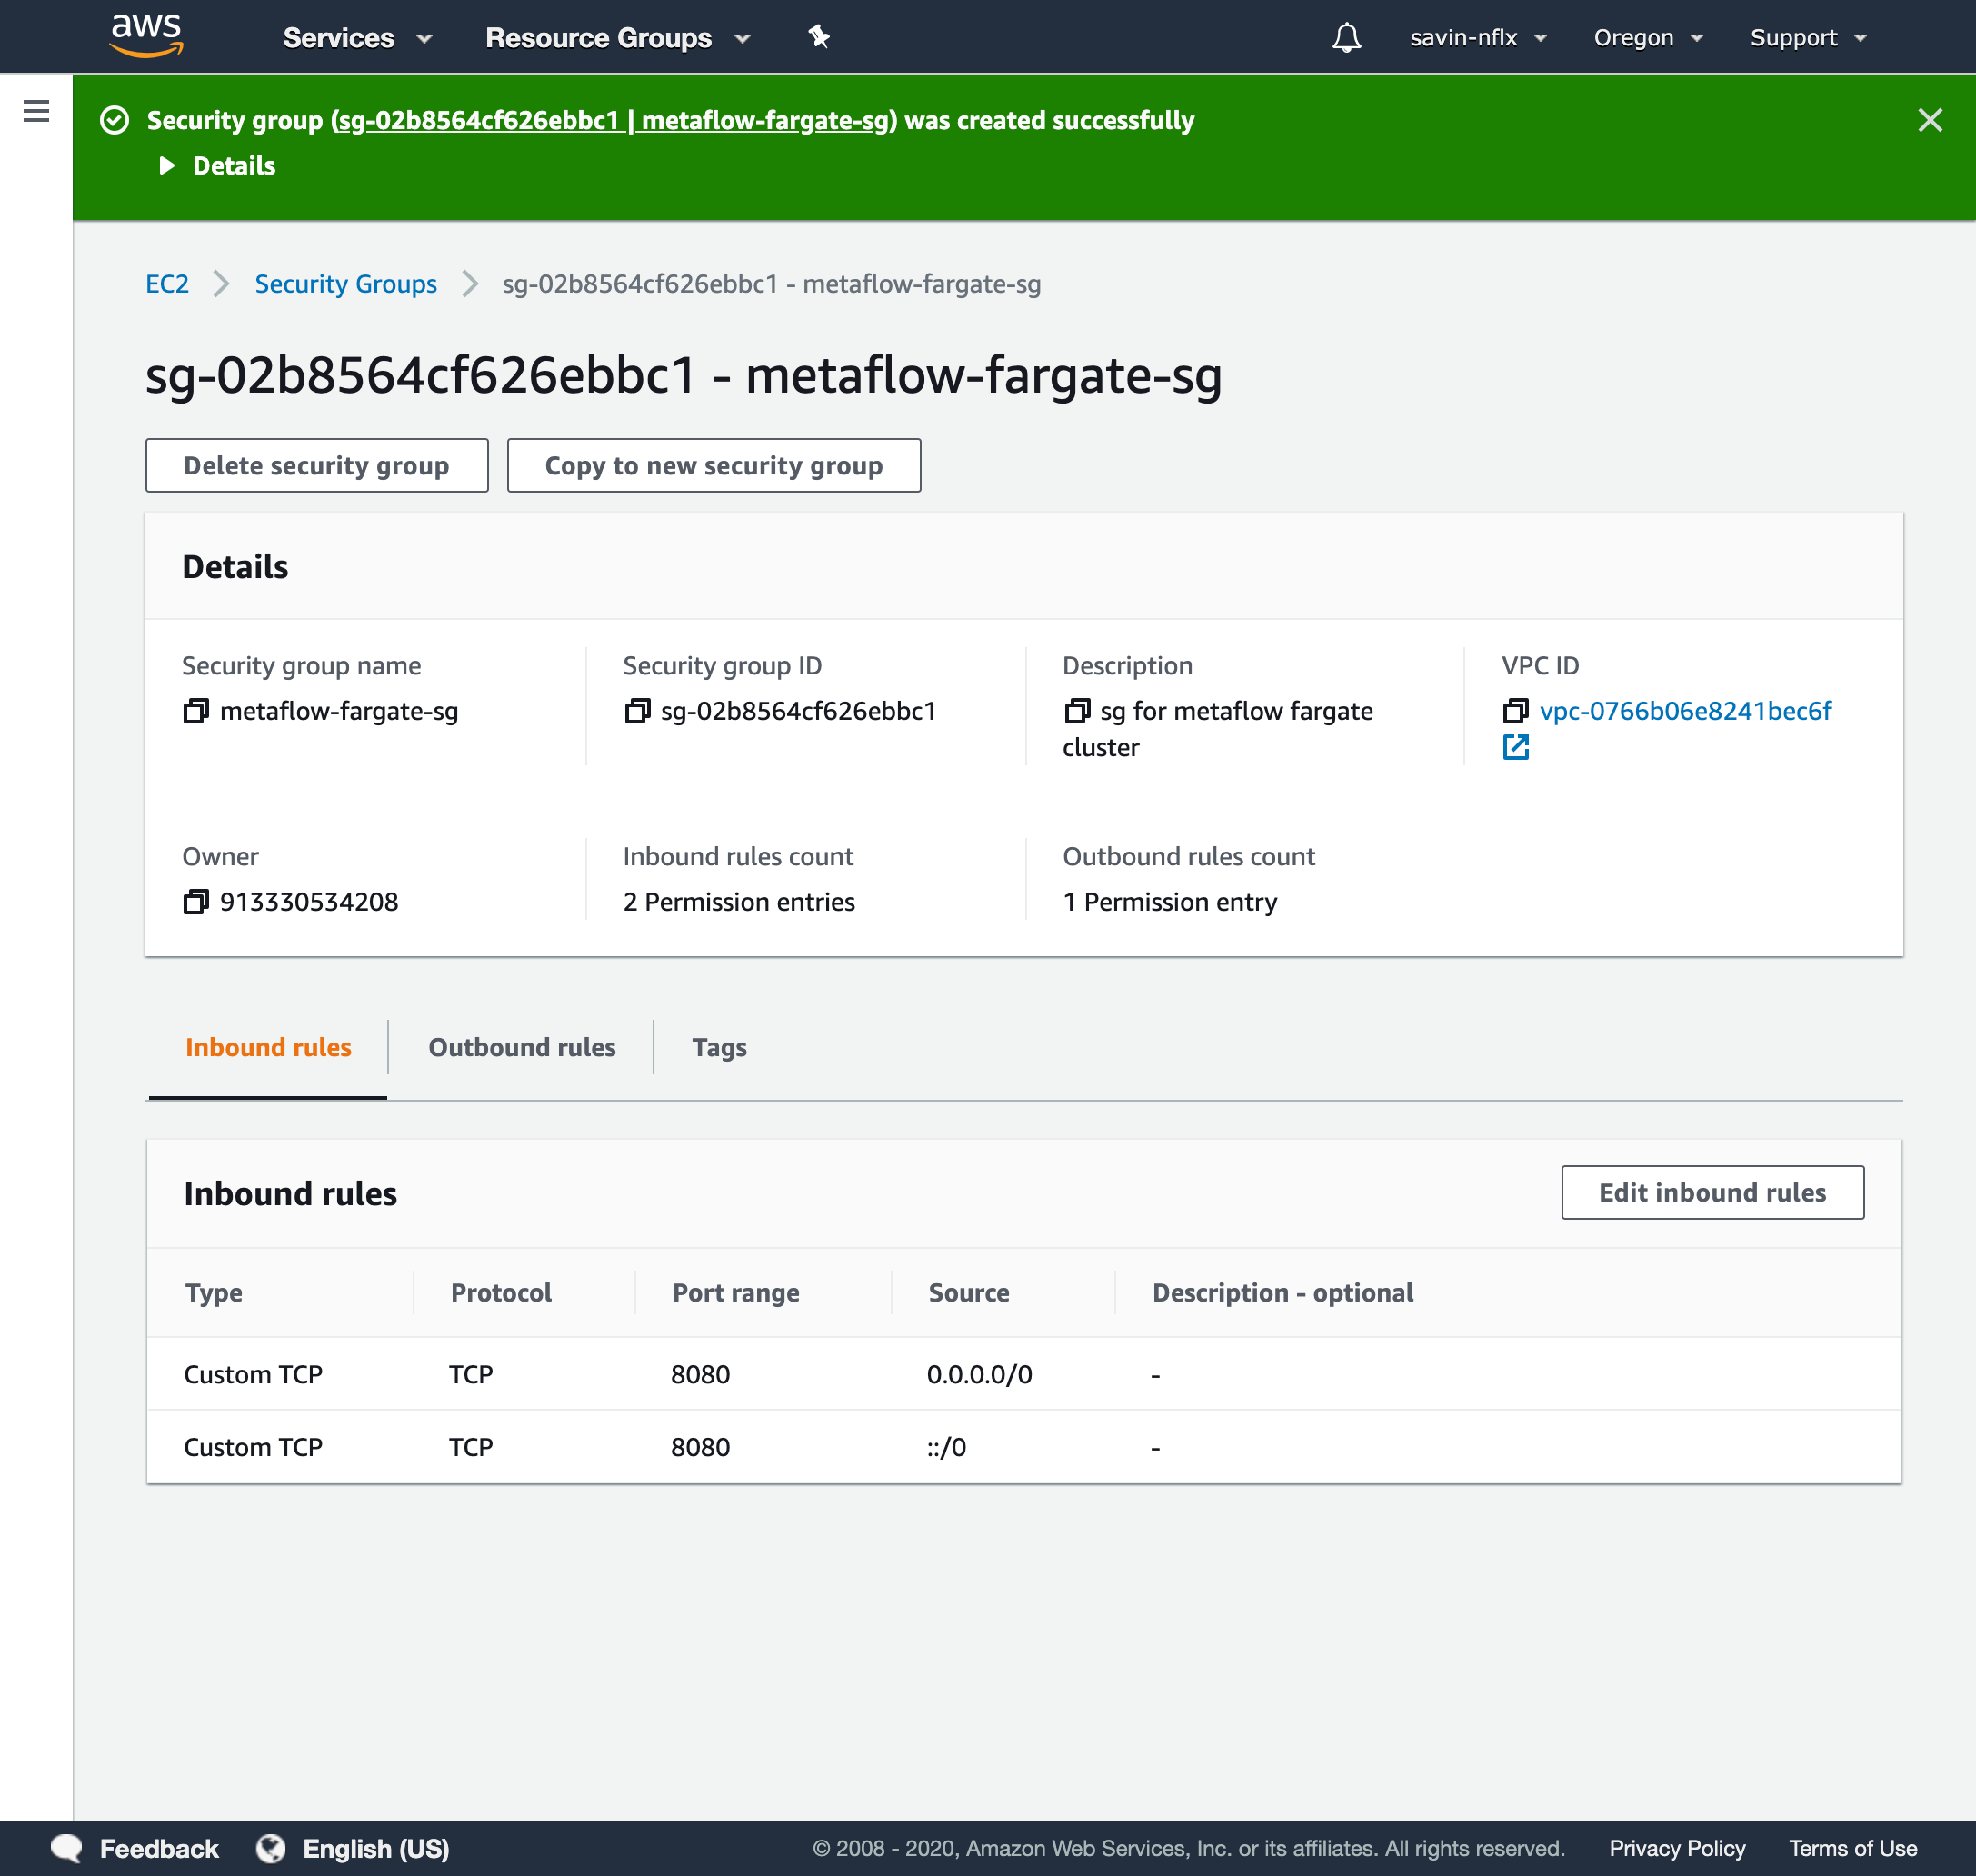 aws Services Resource Groups savin-nflx Oregon Support
Security group (sg-02b8564cf626ebbc1 | metaflow-fargate-sg) was created successfully
Details
EC2 Security Groups sg-02b8564cf626ebbc1 - metaflow-fargate-sg
sg-02b8564cf626ebbc1 - metaflow-fargate-sg
Delete security group Copy to new security group
Details
Security group name Security group ID Description VPC ID
metaflow-fargate-sg sg-02b8564cf626ebbc1 sg for metaflow fargate vpc-0766b06e8241bec6f
cluster
Owner Inbound rules count Outbound rules count
913330534208 2 Permission entries 1 Permission entry
Inbound rules Outbound rules Tags
Inbound rules Edit inbound rules
Type Protocol Port range Source Description - optional
Custom TCP TCP 8080 0.0.0.0/0 -
Custom TCP TCP 8080 ::/0 -
Feedback English (US) © 2008 - 2020, Amazon Web Services, Inc. or its affiliates. All rights reserved. Privacy Policy Terms of Use